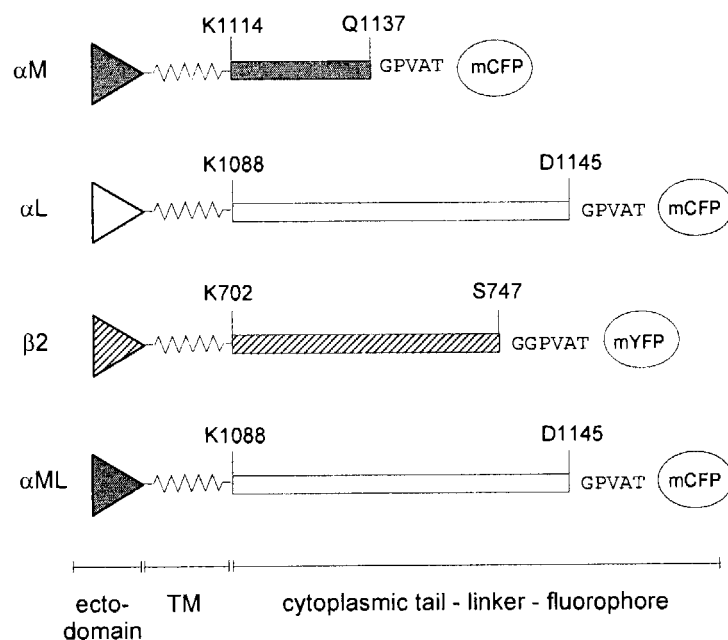 K1114 Q1137
αM GPVAT mCFP
K1088 D1145
αL GPVAT mCFP
K702 S747
β2 GGPVAT mYFP
K1088 D1145
αML GPVAT mCFP
ecto- TM cytoplasmic tail - linker - fluorophore
domain